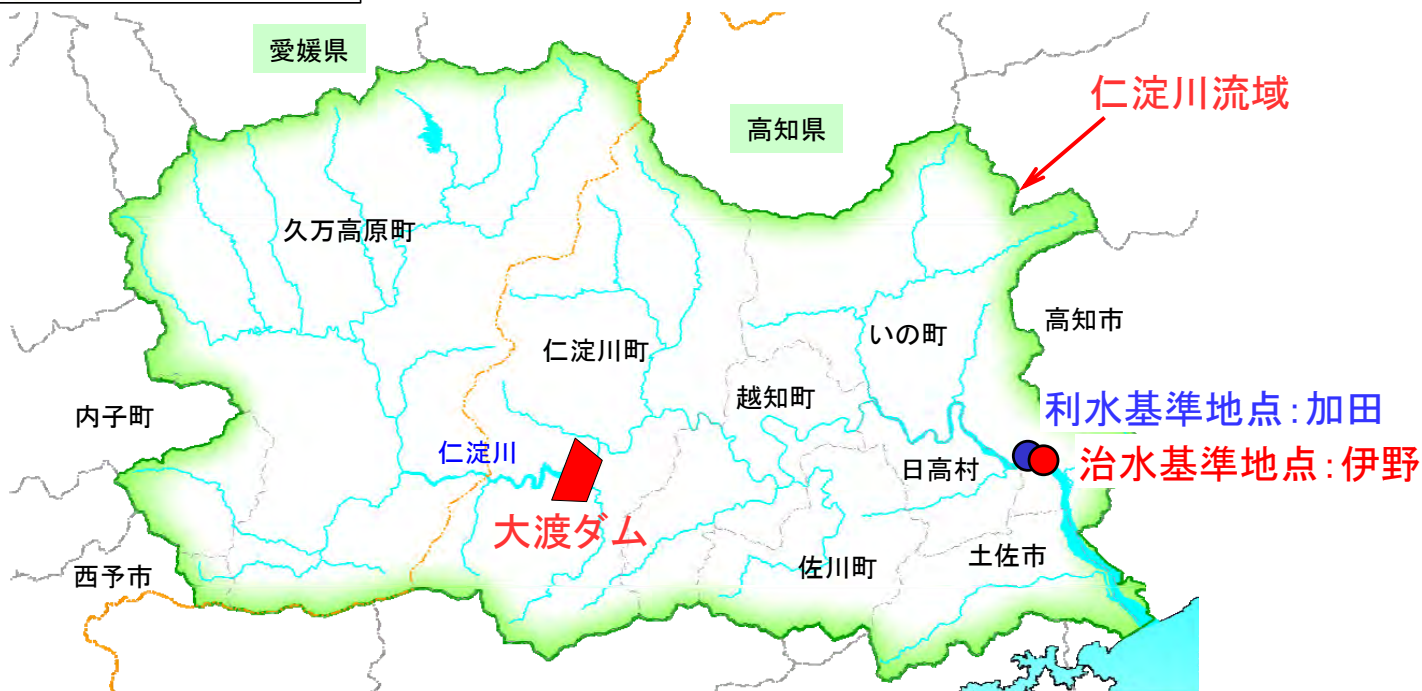 愛媛県
高知県
仁淀川流域
久万高原町
仁淀川町
いの町
高知市
内子町
越知町
利水基準地点:加田
仁淀川
日高村
治水基準地点:伊野
大渡ダム
西予市
佐川町
土佐市